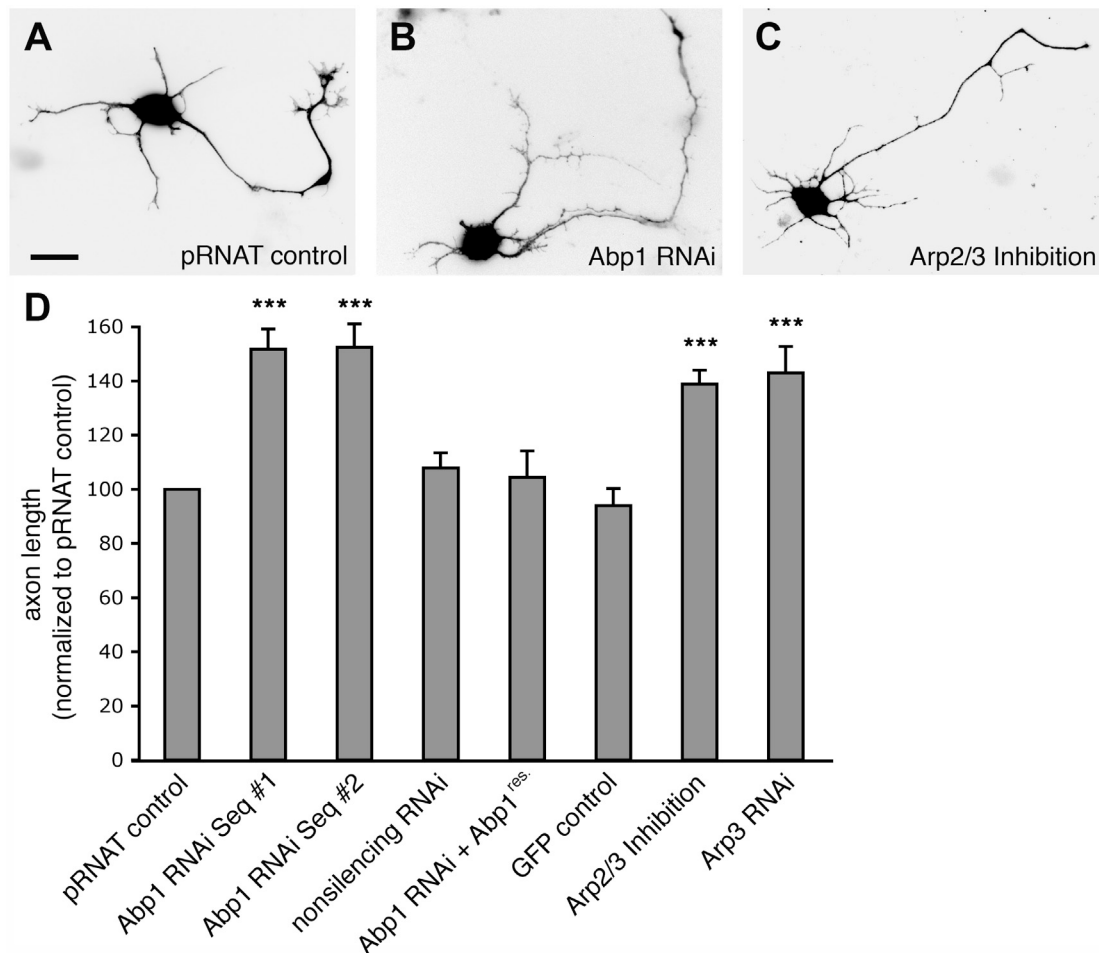 A
B
C
pRNAT control
Abp1 RNAi
Arp2/3 Inhibition
D
axon length
(normalized to pRNAT control)
160
140
120
100
80
60
40
20
0
***
***
***
***
pRNAT control
Abp1 RNAi Seq #1
Abp1 RNAi Seq #2
nonsilencing RNAi
Abp1 RNAi + Abp1res.
GFP control
Arp2/3 Inhibition
Arp3 RNAi